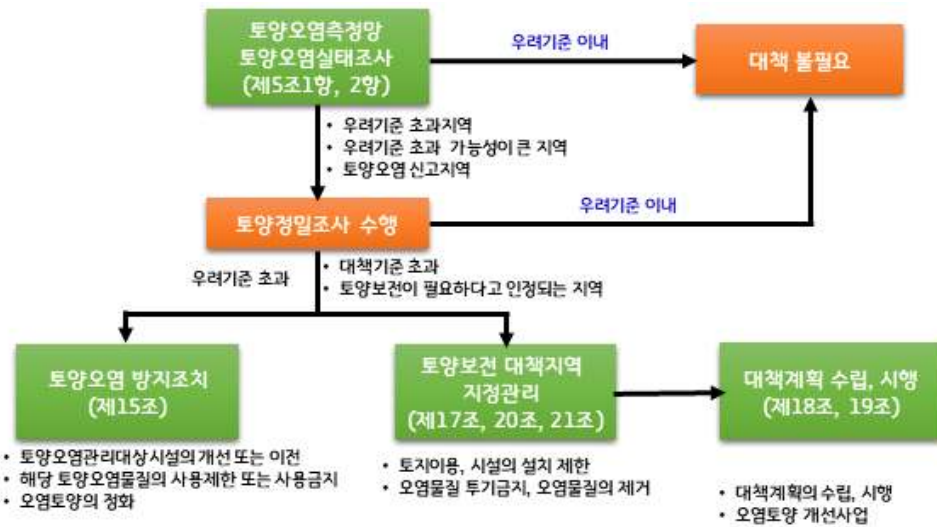 토양오염측정망
토양오염실태조사
(제5조1항, 2항)
우려기준 이내
대책 불필요
• 우려기준 초과지역
• 우려기준 초과 가능성이 큰 지역
• 토양오염 신고지역
토양정밀조사 수행
우려기준 이내
우려기준 초과
• 대책기준 초과
• 토양보전이 필요하다고 인정되는 지역
토양오염 방지조치
(제15조)
토양보전 대책지역
지정관리
(제17조, 20조, 21조)
대책계획 수립, 시행
(제18조, 19조)
• 토양오염관리대상시설의 개선 또는 이전
• 해당 토양오염물질의 사용제한 또는 사용금지
• 오염토양의 정화
• 토지이용, 시설의 설치 제한
• 오염물질 투기금지, 오염물질의 제거
• 대책계획의 수립, 시행
• 오염토양 개선사업